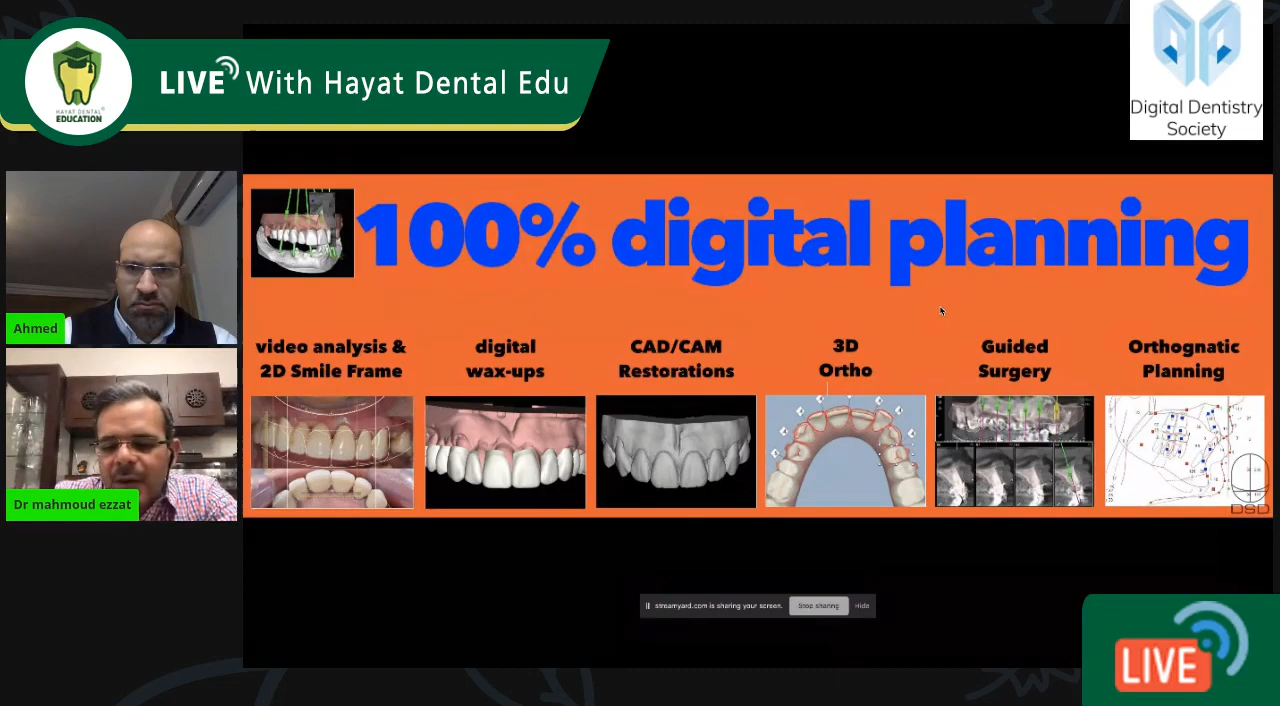 LIVE With Hayat Dental Edu
HAYAT DENTAL
EDUCATION
Digital Dentistry
Society
100% digital planning
video analysis &
2D Smile Frame
digital
wax-ups
CAD/CAM
Restorations
3D
Ortho
Guided
Surgery
Orthognatic
Planning
DSD
Ahmed
Dr mahmoud ezzat
streamyard.com is sharing your screen. Stop sharing Hide
LIVE